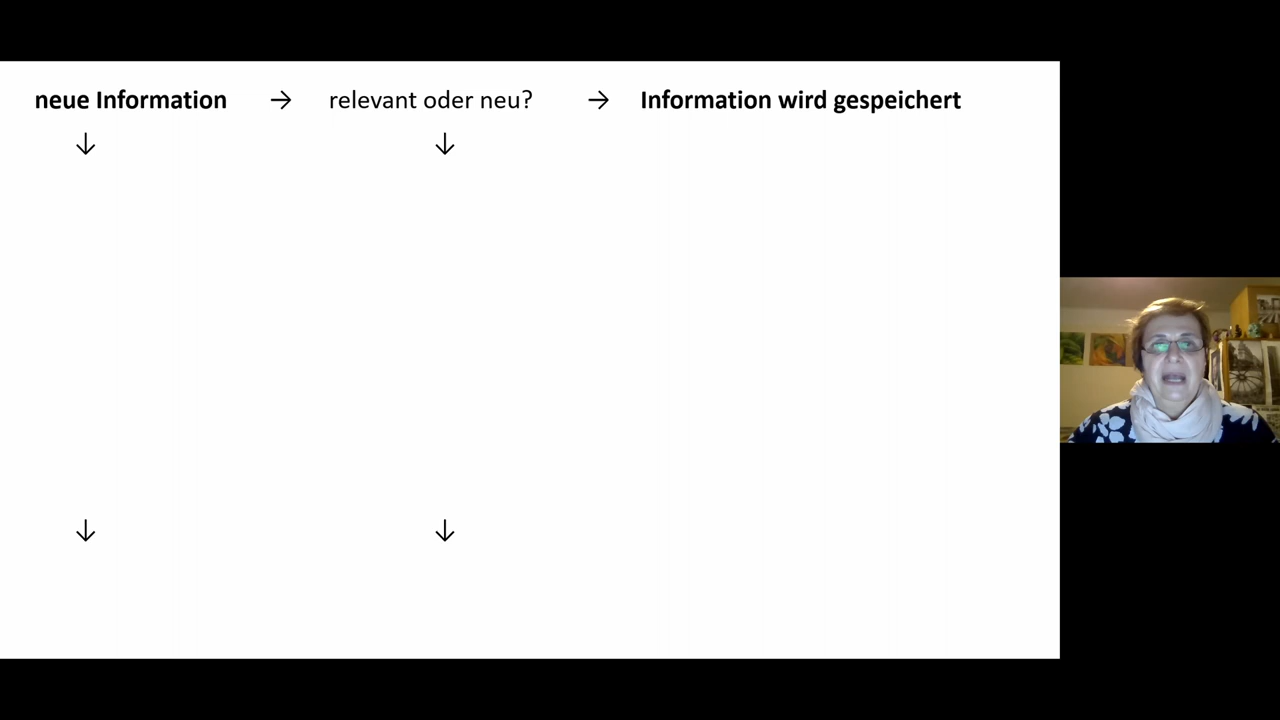 neue Information → relevant oder neu? → Information wird gespeichert
↓ ↓
↓ ↓